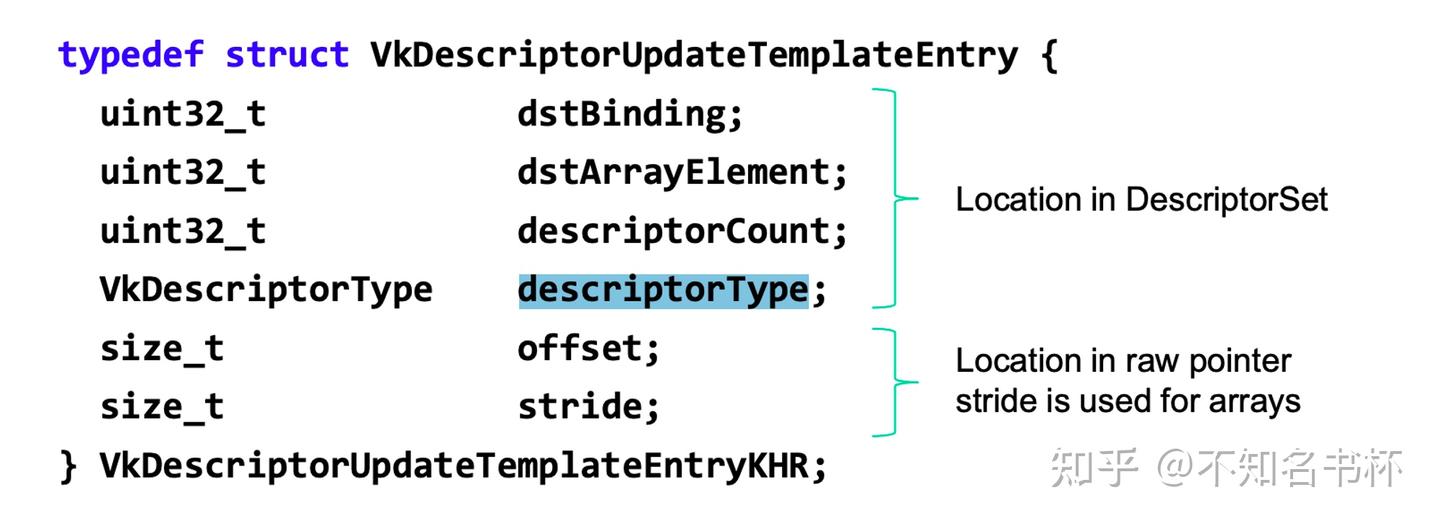 typedef struct VkDescriptorUpdateTemplateEntry {
uint32_t dstBinding;
uint32_t dstArrayElement;
uint32_t descriptorCount;
VkDescriptorType descriptorType;
Location in DescriptorSet
size_t offset;
size_t stride;
Location in raw pointer
stride is used for arrays
} VkDescriptorUpdateTemplateEntryKHR;
知乎 @不知名书杯